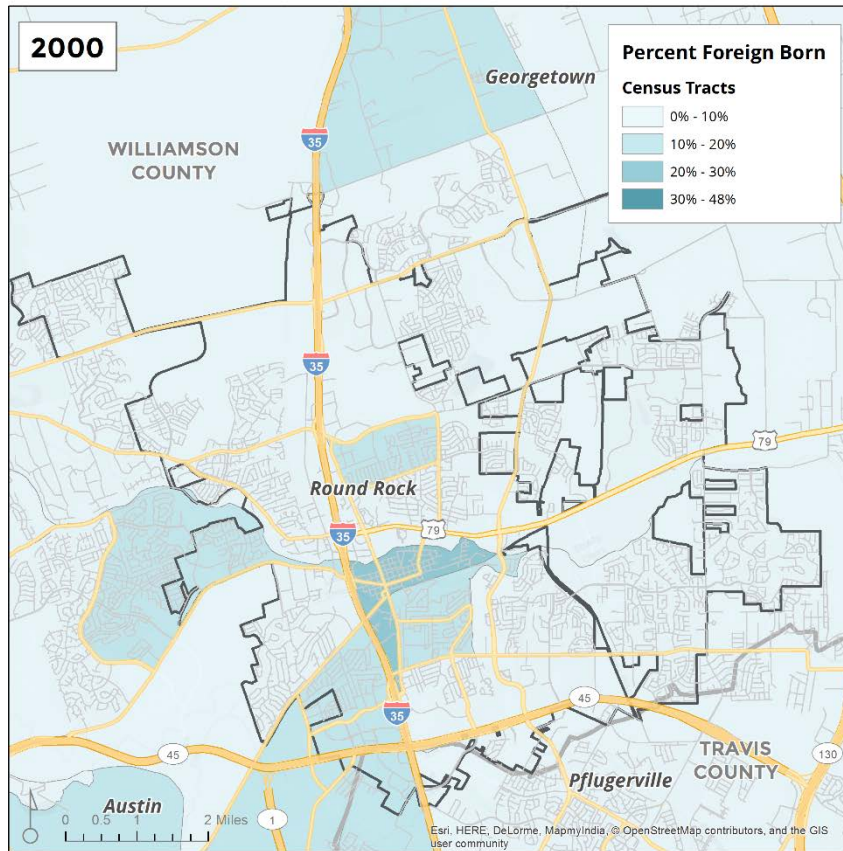 2000
Percent Foreign Born
Census Tracts
0% - 10%
10% - 20%
20% - 30%
30% - 48%
Georgetown
35
WILLIAMSON
COUNTY
35
79
Round Rock
79
35
45
35
45
TRAVIS
COUNTY
130
Pflugerville
Austin
1
0 0.5 1 2 Miles
Esri, HERE, DeLorme, MapmyIndia, © OpenStreetMap contributors, and the GIS
user community